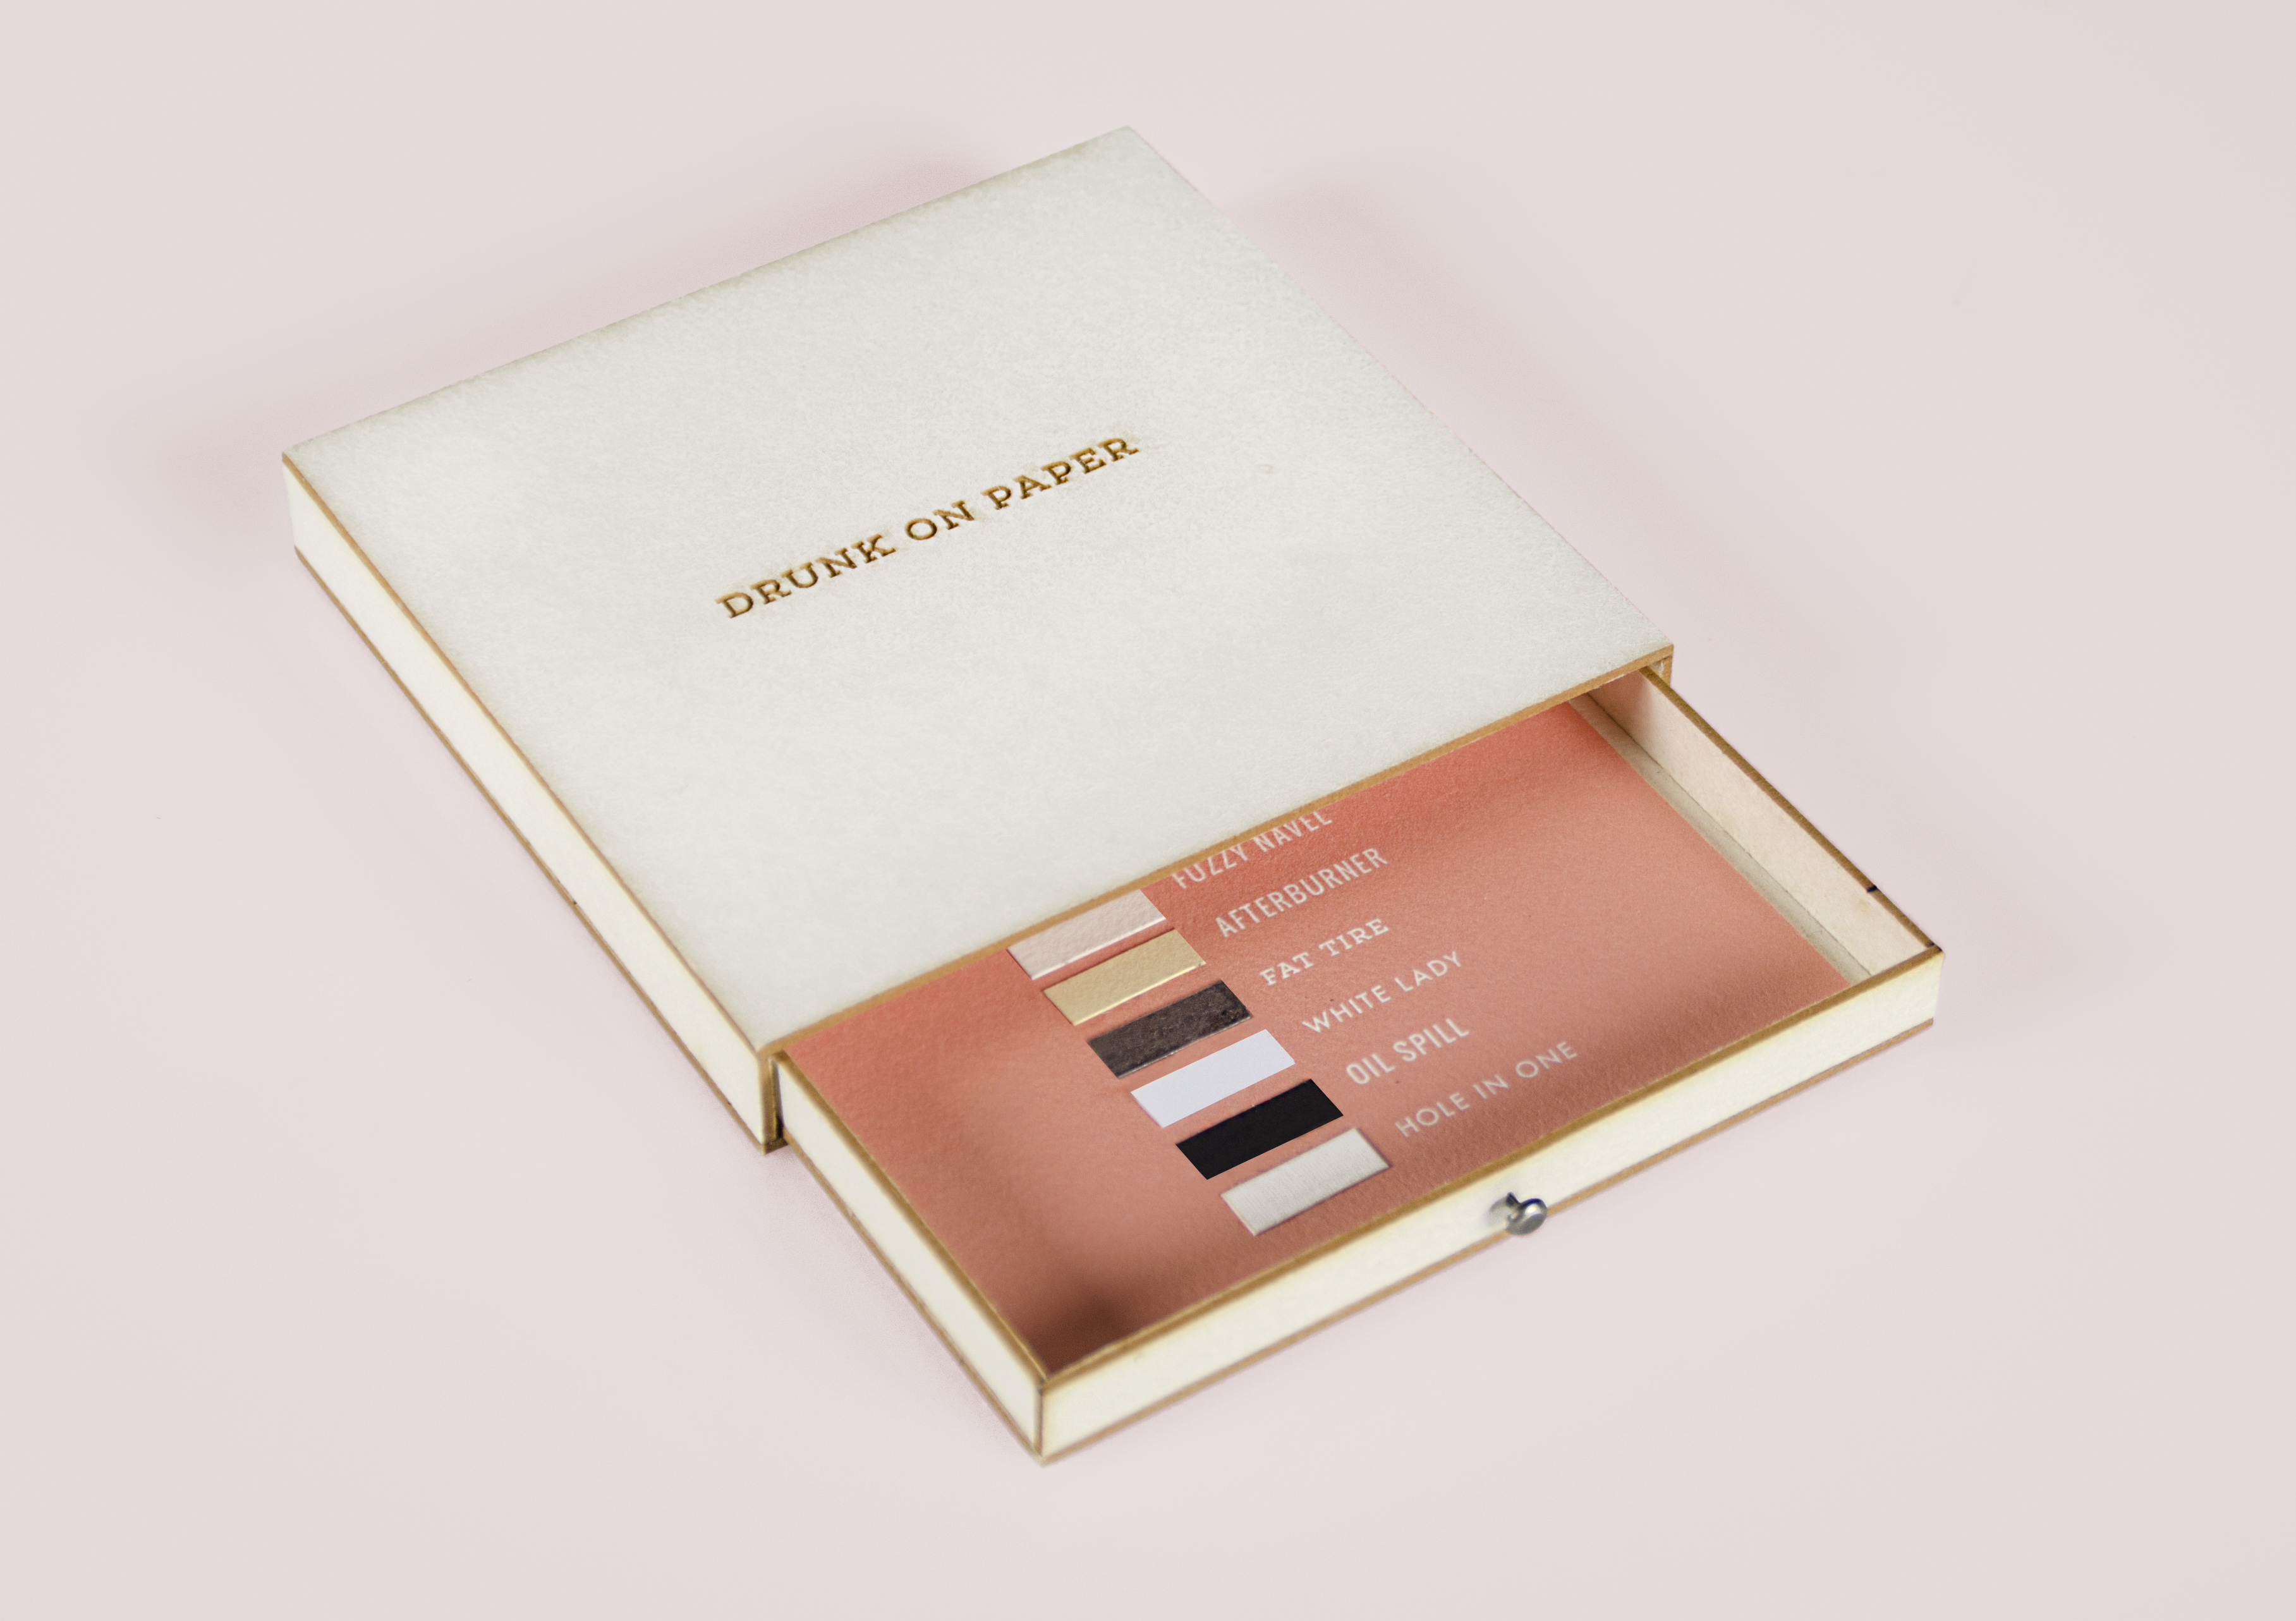 DRUNK ON PAPER
FUZZY NAVEL
AFTERBURNER
FAT TIRE
WHITE LADY
OIL SPILL
HOLE IN ONE